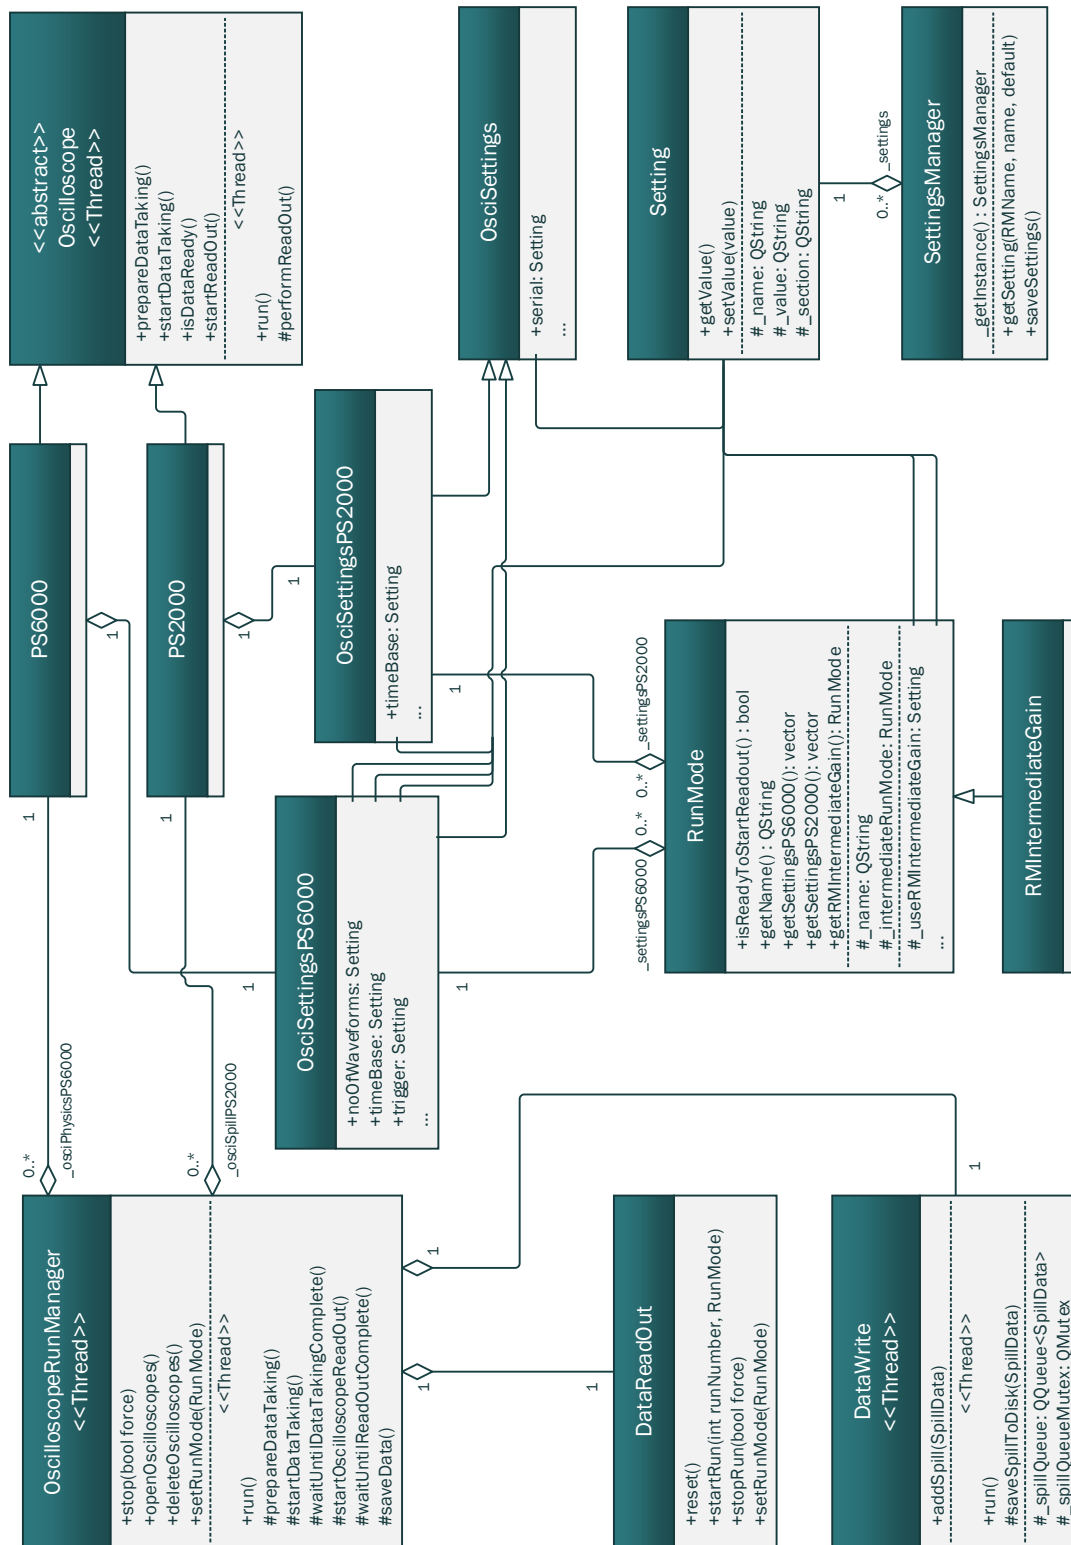 OscilloscopeRunManager
<<Thread>>
+stop(bool force)
+openOscilloscopes()
+deleteOscilloscopes()
+setRunMode(RunMode)
<<Thread>>
+run()
#prepareDataTaking()
#startDataTaking()
#waitUntilDataTakingComplete()
#startOscilloscopeReadOut()
#waitUntilReadOutComplete()
#saveData()
0..*
_osciPhysicsPS6000
1
0..*
_osciSpillPS2000
1
PS6000
1
1
PS2000
1
1
<<abstract>>
Oscilloscope
<<Thread>>
+prepareDataTaking()
+startDataTaking()
+isDataReady()
+startReadOut()
<<Thread>>
+run()
#performReadOut()
OsciSettingsPS6000
+noOfWaveforms: Setting
+timeBase: Setting
+trigger: Setting
...
OsciSettingsPS2000
+timeBase: Setting
...
OsciSettings
+serial: Setting
...
1
1
1
1
DataReadOut
+reset()
+startRun(int runNumber, RunMode)
+stopRun(bool force)
+setRunMode(RunMode)
1
1
_settingsPS6000
0..*
0..*
_settingsPS2000
RunMode
+isReadyToStartReadout() : bool
+getName() : QString
+getSettingsPS6000(): vector
+getSettingsPS2000(): vector
+getRMIntermediateGain(): RunMode
#_name: QString
#_intermediateRunMode: RunMode
#_useRMIntermediateGain: Setting
...
Setting
+getValue()
+setValue(value)
#_name: QString
#_value: QString
#_section: QString
1
0..*
_settings
SettingsManager
_getInstance() : SettingsManager
+getSetting(RMName, name, default)
+saveSettings()
DataWrite
<<Thread>>
+addSpill(SpillData)
<<Thread>>
+run()
#saveSpillToDisk(SpillData)
#_spillQueue: QQueue<SpillData>
#_spillQueueMutex: QMutex
1
RMIntermediateGain